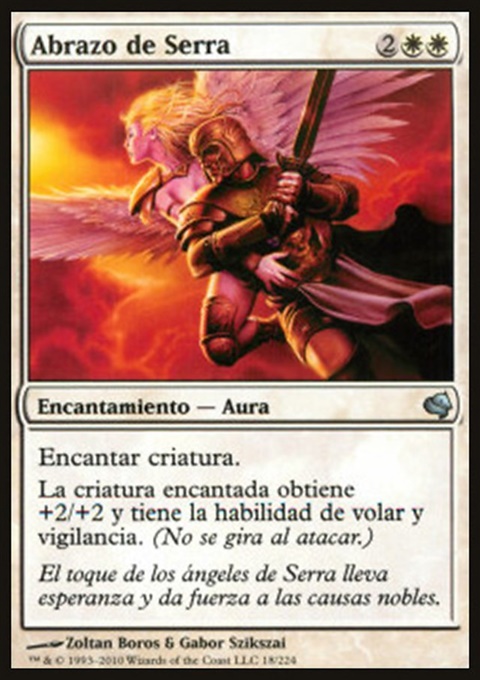 Abrazo de Serra 2
Encantamiento — Aura
Encantar criatura.
La criatura encantada obtiene
+2/+2 y tiene la habilidad de volar y
vigilancia. (No se gira al atacar.)
El toque de los ángeles de Serra lleva
esperanza y da fuerza a las causas nobles.
Zoltan Boros & Gabor Szikszai
™ & © 1993–2010 Wizards of the Coast LLC 18/224